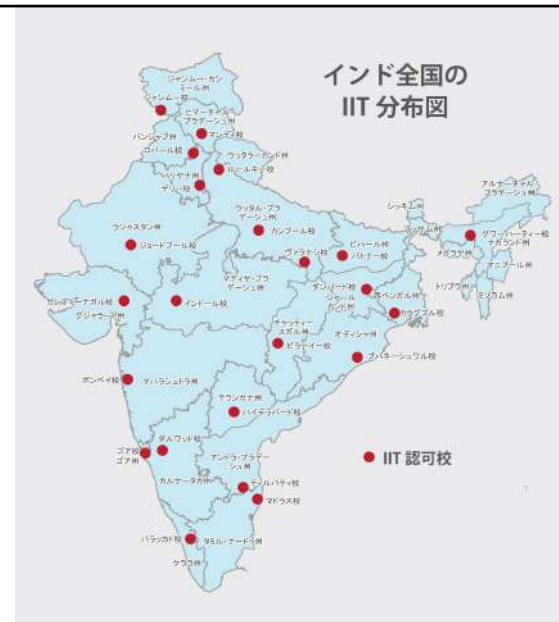 インド全国の
IIT 分布図
ジャンムー・カシ
ミール州
ジャンムー校
ヒマーチャル・
プラデーシュ州
マンディ校
パンジャブ州
ロパール校
ウッタラーカンド州
ルールキー校
ハリヤナ州
デリー校
アルナーチャル・
プラデーシュ州
シッキム州
アッサム州
グワーハーティー校
ナガランド州
メガラヤ州
マニプール州
トリプラ州
ミゾラム州
ウッタル・プラ
デーシュ州
カンプール校
ラジャスタン州
ジョードプール校
ヴァラナシ校
ビハール州
パトナー校
マディヤ・プラ
デーシュ州
ダンバード校
ジャール
カンド州
西ベンガル州
カラグプル校
ガンディーナガル校
グジャラート州
インドール校
チャッティー
スガル州
ビライーイー校
オディシャ州
ブバネーシュワル校
ボンベイ校
マハラシュトラ州
テランガナ州
ハイデラバード校
ゴア校
ゴア州
ダルワッド校
アンドラ・プラデー
シュ州
IIT 認可校
カルナータカ州
ティルパティ校
マドラス校
パラッカド校
タミル・ナードゥ州
ケララ州